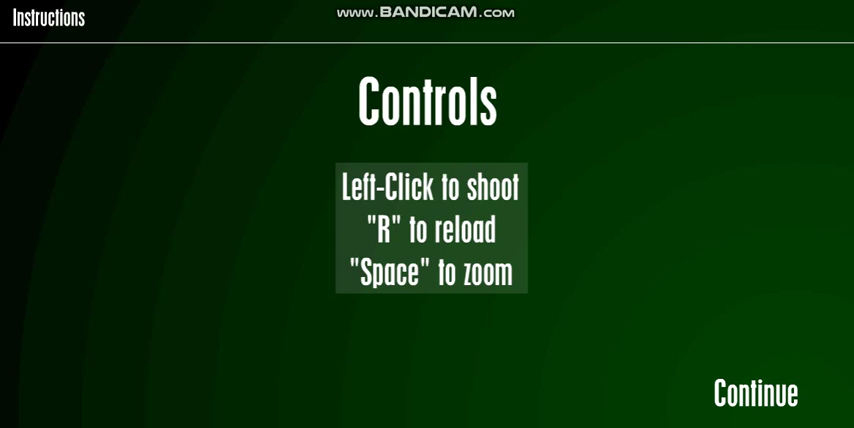 Instructions
www.BANDICAM.com
Controls
Left-Click to shoot
"R" to reload
"Space" to zoom
Continue